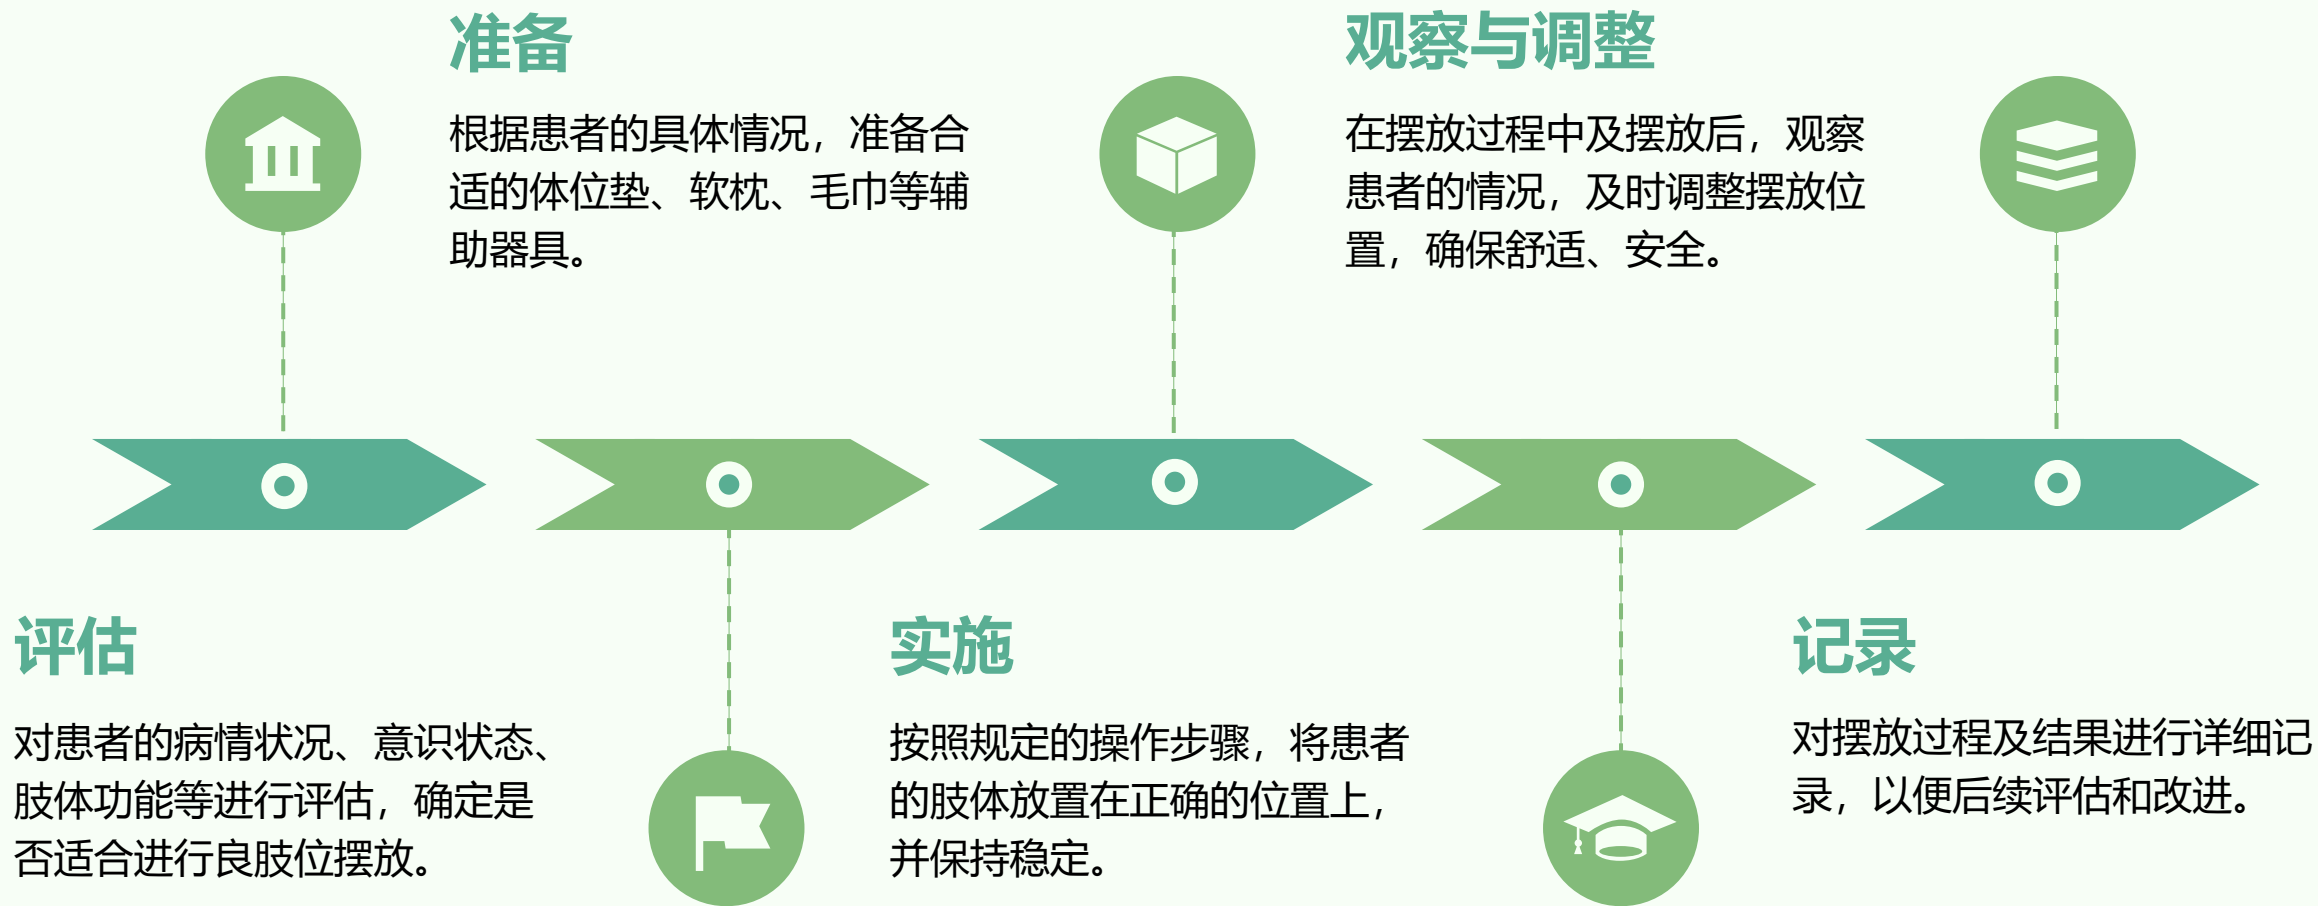 准备
根据患者的具体情况，准备合
适的体位垫、软枕、毛巾等辅
助器具。
观察与调整
在摆放过程中及摆放后，观察
患者的情况，及时调整摆放位
置，确保舒适、安全。
评估
对患者的病情状况、意识状态、
肢体功能等进行评估，确定是
否适合进行良肢位摆放。
实施
按照规定的操作步骤，将患者
的肢体放置在正确的位置上，
并保持稳定。
记录
对摆放过程及结果进行详细记
录，以便后续评估和改进。